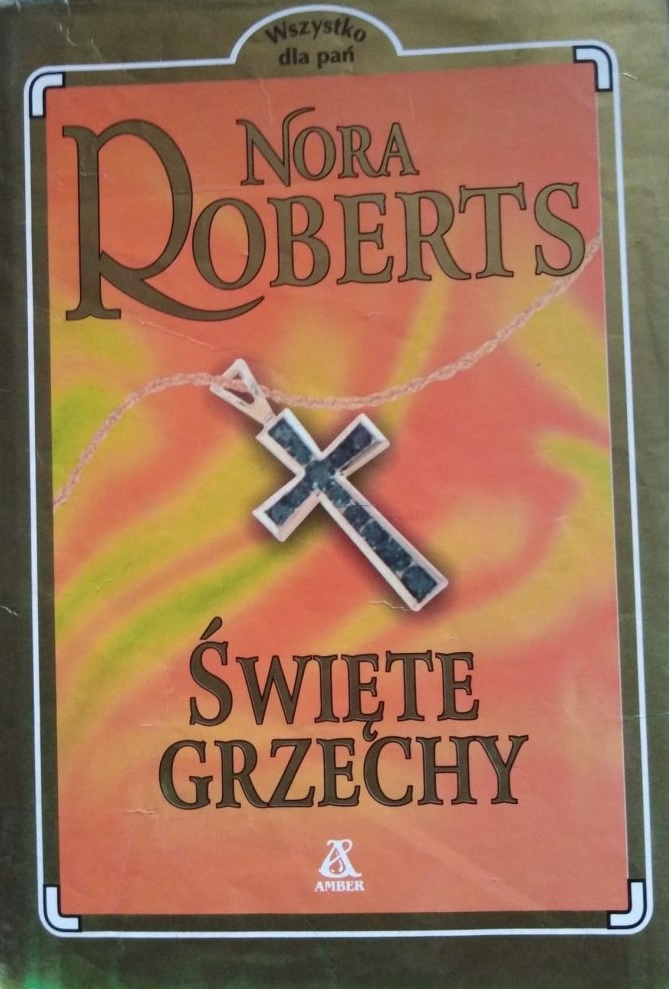 Wszystko
dla pań
NORA
ROBERTS
ŚWIĘTE
GRZECHY
A
AMBER